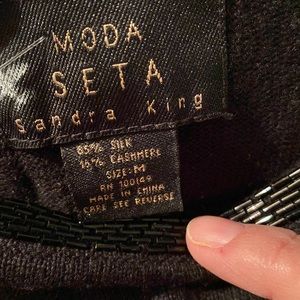 MODA
SETA
Sandra King
85% SILK
15% CASHMERE
SIZE: M
RN 100149
MADE IN CHINA
CARE SEE REVERSE